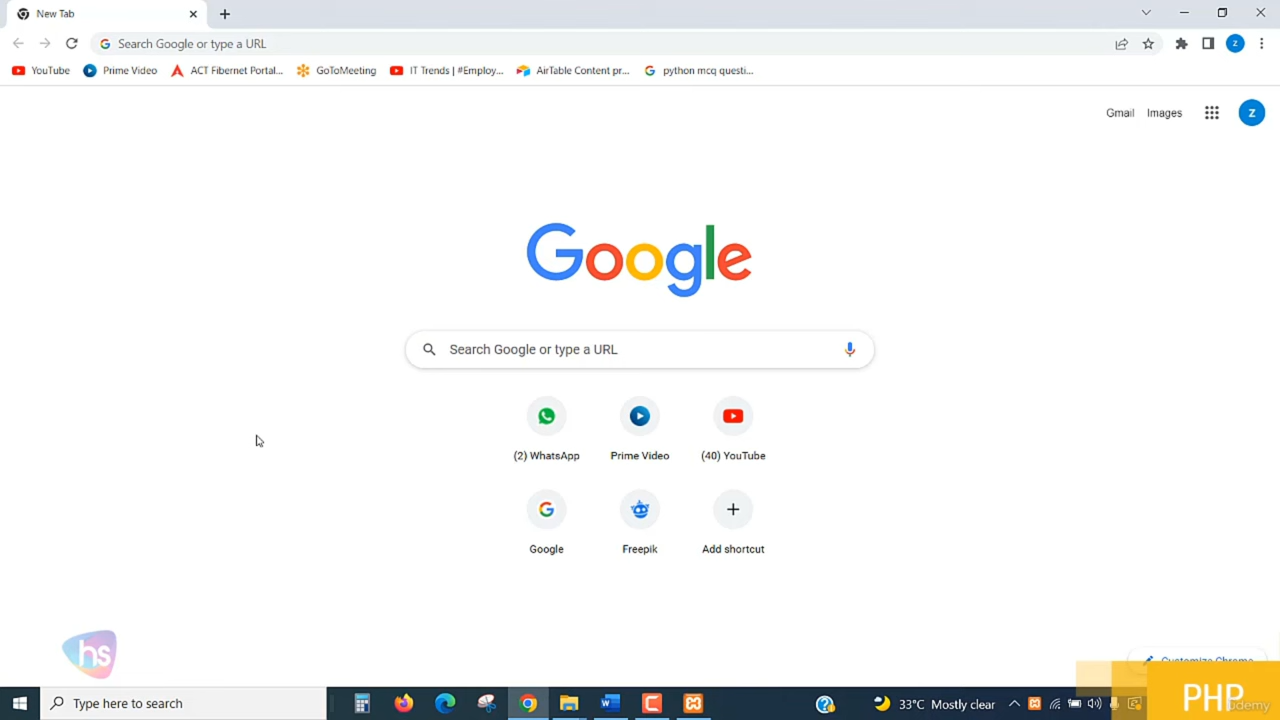 New Tab
Search Google or type a URL
YouTube Prime Video ACT Fibernet Portal... GoToMeeting IT Trends | #Employ... AirTable Content pr... python mcq questi...
z
Gmail Images
z
Google
Search Google or type a URL
(2) WhatsApp Prime Video (40) YouTube
Google Freepik Add shortcut
hs
Customize Chrome
Type here to search
33°C Mostly clear
PHP